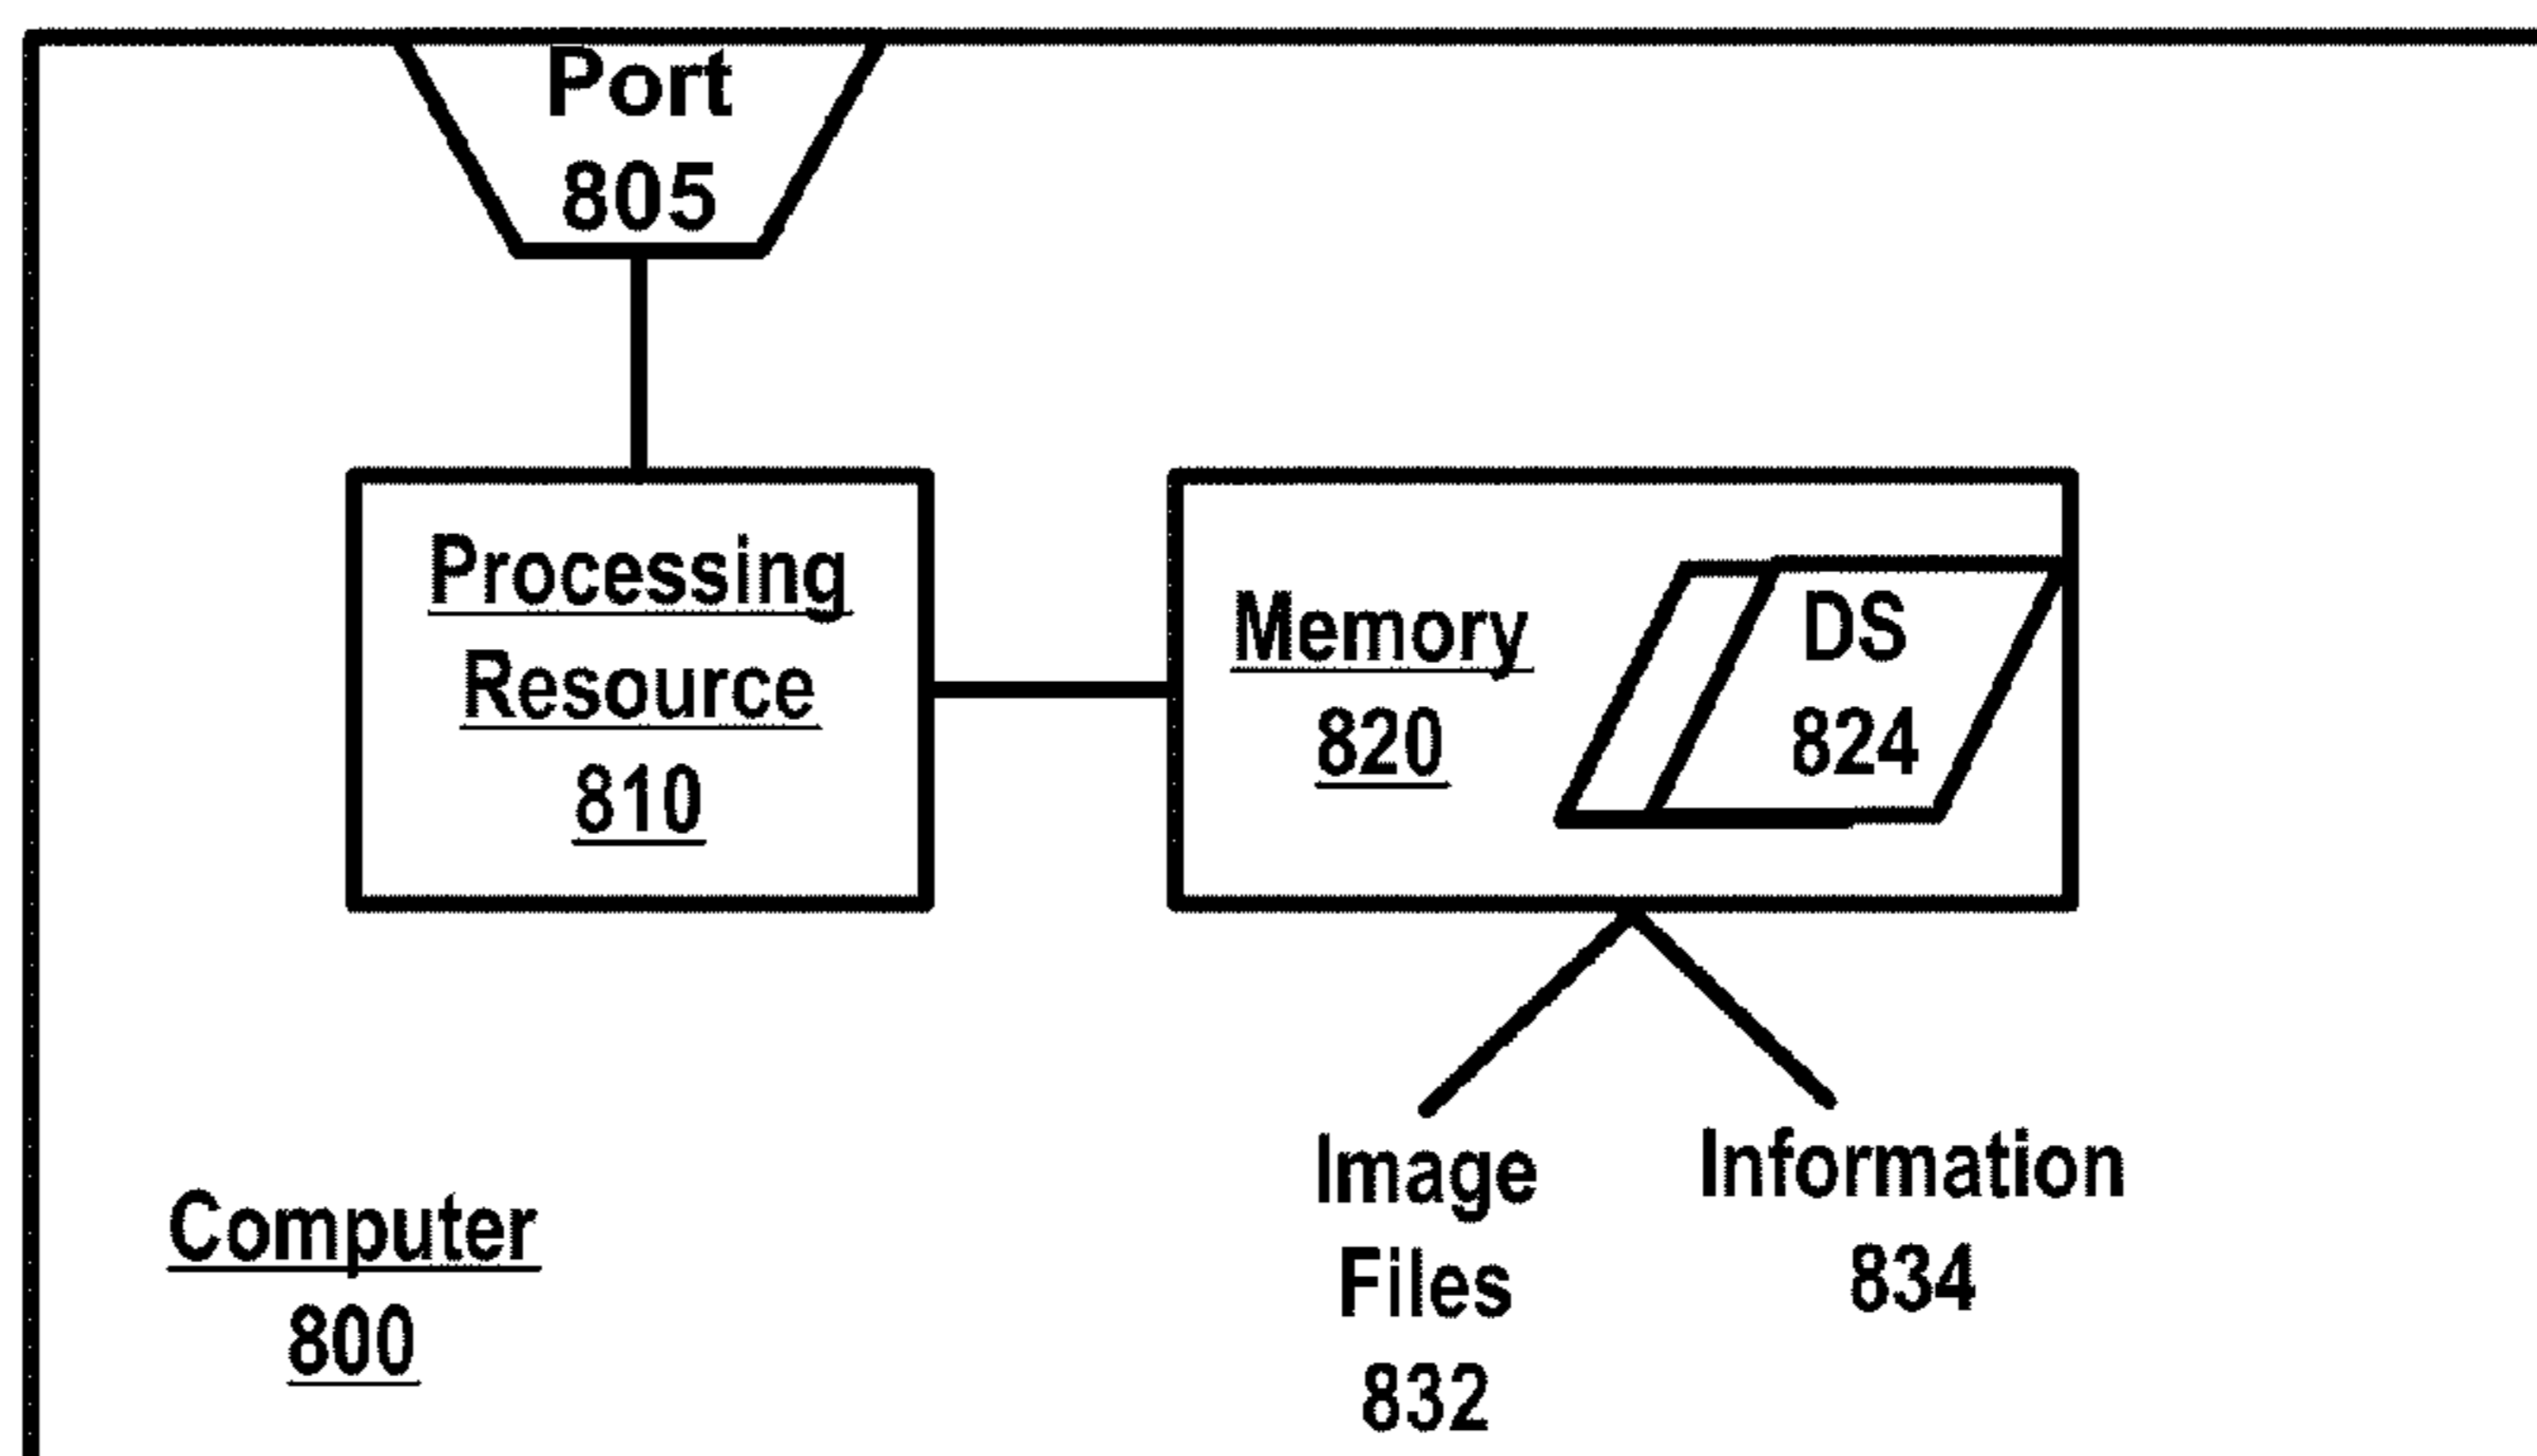 Port
805
Processing
Resource
810
Memory
820
DS
824
Image
Files
832
Information
834
Computer
800